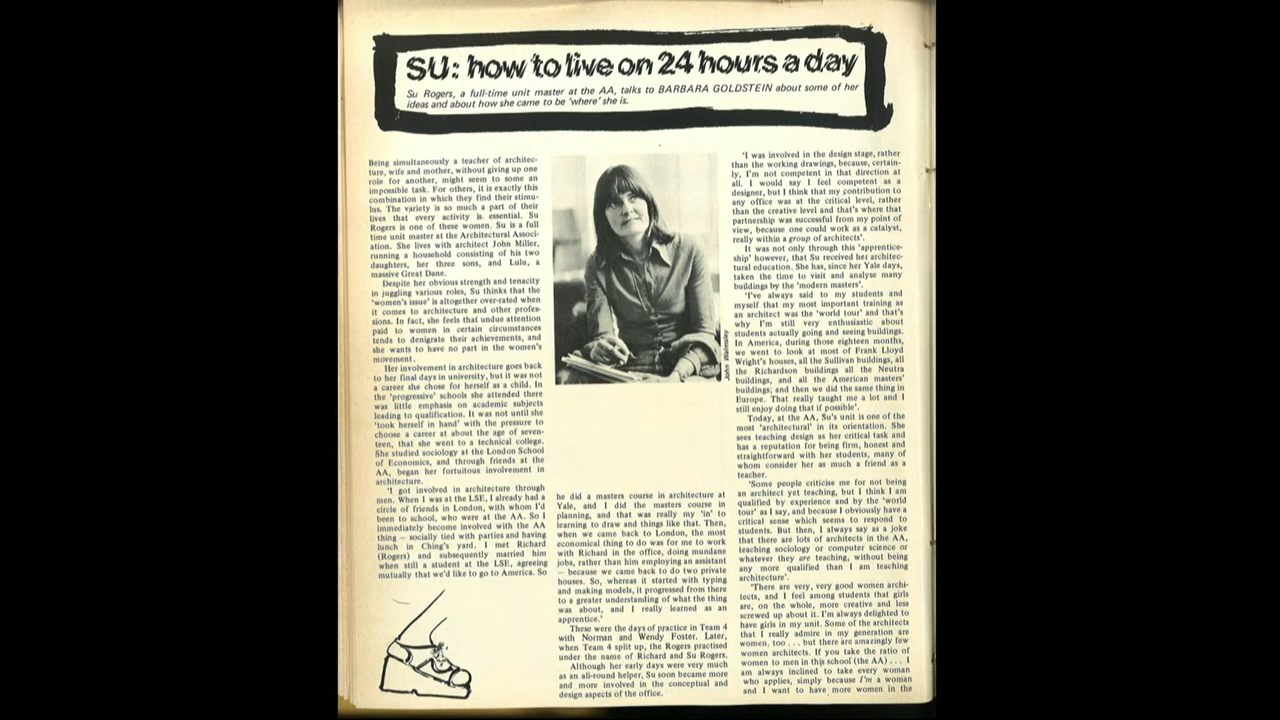 SU: how to live on 24 hours a day
Su Rogers, a full-time unit master at the AA, talks to BARBARA GOLDSTEIN about some of her
ideas and about how she came to be 'where' she is.
Being simultaneously a teacher of architec-
ture, wife and mother, without giving up one
role for another, might seem to some an
impossible task. For others, it is exactly this
combination in which they find their stimu-
lus. The variety is so much a part of their
lives that every activity is essential. Su
Rogers is one of these women. Su is a full
time unit master at the Architectural Associ-
ation. She lives with architect John Miller,
running a household consisting of his two
daughters, her three sons, and Lulu, a
massive Great Dane.
Despite her obvious strength and tenacity
in juggling various roles, Su thinks that the
'women's issue' is altogether over-rated when
it comes to architecture and other profes-
sions. In fact, she feels that undue attention
paid to women in certain circumstances
tends to denigrate their achievements, and
she wants to have no part in the women's
movement.
Her involvement in architecture goes back
to her final days in university, but it was not
a career she chose for herself as a child. In
the 'progressive' schools she attended there
was little emphasis on academic subjects
leading to qualification. It was not until she
'took herself in hand' with the pressure to
choose a career at about the age of seven-
teen, that she went to a technical college.
She studied sociology at the London School
of Economics, and through friends at the
AA, began her fortuitous involvement in
architecture.
'I got involved in architecture through
men. When I was at the LSE, I already had a
circle of friends in London, with whom I'd
been to school, who were at the AA. So I
immediately become involved with the AA
thing — socially tied with parties and having
lunch in Ching's yard. I met Richard
(Rogers) and subsequently married him
when still a student at the LSE, agreeing
mutually that we'd like to go to America. So
John Walmsley
he did a masters course in architecture at
Yale, and I did the masters course in
planning, and that was really my 'in' to
learning to draw and things like that. Then,
when we came back to London, the most
economical thing to do was for me to work
with Richard in the office, doing mundane
jobs, rather than him employing an assistant
— because we came back to do two private
houses. So, whereas it started with typing
and making models, it progressed from there
to a greater understanding of what the thing
was about, and I really learned as an
apprentice.'
These were the days of practice in Team 4
with Norman and Wendy Foster. Later,
when Team 4 split up, the Rogers practised
under the name of Richard and Su Rogers.
Although her early days were very much
as an all-round helper, Su soon became more
and more involved in the conceptual and
design aspects of the office.
'I was involved in the design stage, rather
than the working drawings, because, certain-
ly, I'm not competent in that direction at
all. I would say I feel competent as a
designer, but I think that my contribution to
any office was at the critical level, rather
than the creative level and that's where that
partnership was successful from my point of
view, because one could work as a catalyst,
really within a group of architects'.
It was not only through this 'apprentice-
ship' however, that Su received her architec-
tural education. She has, since her Yale days,
taken the time to visit and analyse many
buildings by the 'modern masters'.
'I've always said to my students and
myself that my most important training as
an architect was the 'world tour' and that's
why I'm still very enthusiastic about
students actually going and seeing buildings.
In America, during those eighteen months,
we went to look at most of Frank Lloyd
Wright's houses, all the Sullivan buildings, all
the Richardson buildings all the Neutra
buildings, and all the American masters'
buildings; and then we did the same thing in
Europe. That really taught me a lot and I
still enjoy doing that if possible'.
Today, at the AA, Su's unit is one of the
most 'architectural' in its orientation. She
sees teaching design as her critical task and
has a reputation for being firm, honest and
straightforward with her students, many of
whom consider her as much a friend as a
teacher.
'Some people criticise me for not being
an architect yet teaching, but I think I am
qualified by experience and by the 'world
tour' as I say, and because I obviously have a
critical sense which seems to respond to
students. But then, I always say as a joke
that there are lots of architects in the AA,
teaching sociology or computer science or
whatever they are teaching, without being
any more qualified than I am teaching
architecture'.
'There are very, very good women archi-
tects, and I feel among students that girls
are, on the whole, more creative and less
screwed up about it. I'm always delighted to
have girls in my unit. Some of the architects
that I really admire in my generation are
women, too . . . but there are amazingly few
women architects. If you take the ratio of
women to men in this school (the AA) . . . I
am always inclined to take every woman
who applies, simply because I'm a woman
and I want to have more women in the